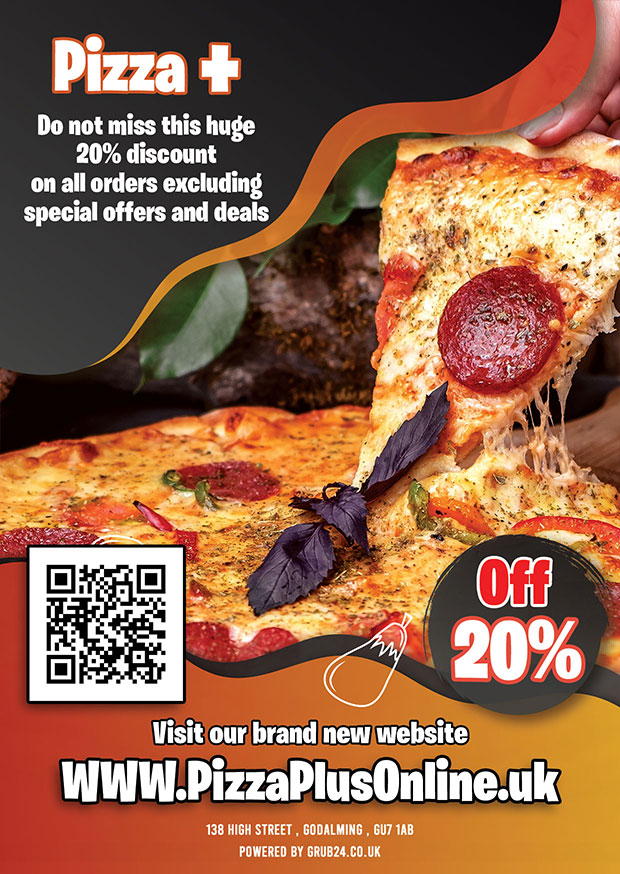 Pizza +
Do not miss this huge
20% discount
on all orders excluding
special offers and deals
Off
20%
Visit our brand new website
WWW.PizzaPlusOnline.uk
138 HIGH STREET , GODALMING , GU7 1AB
POWERED BY GRUB24.CO.UK